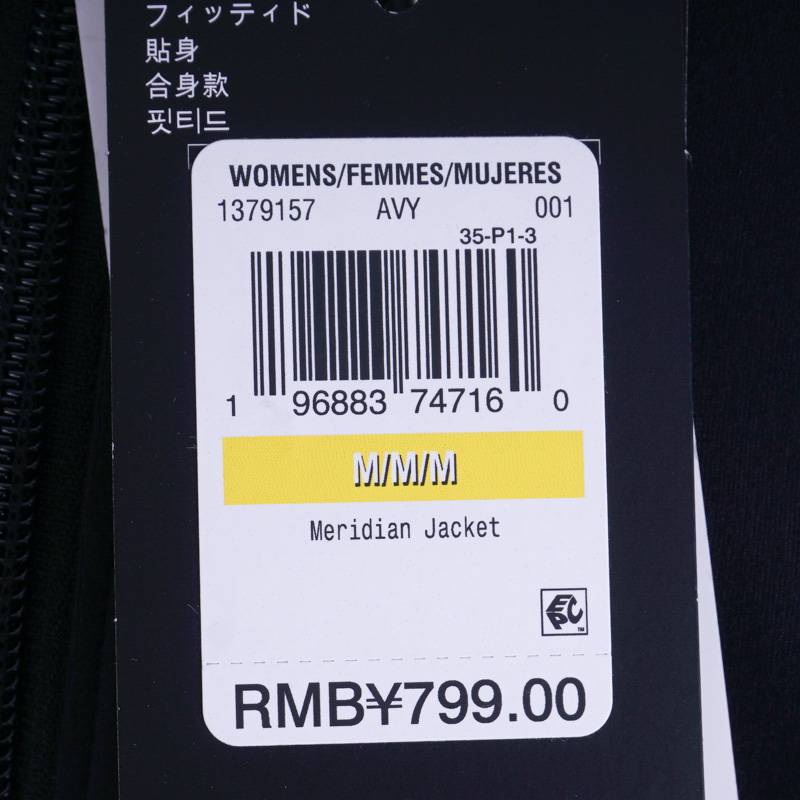 フィッティド
貼身
合身款
핏티드
WOMENS/FEMMES/MUJERES
1379157 AVY 001
35-P1-3
1 96883 74716 0
M/M/M
Meridian Jacket
EPC™
RMB¥799.00